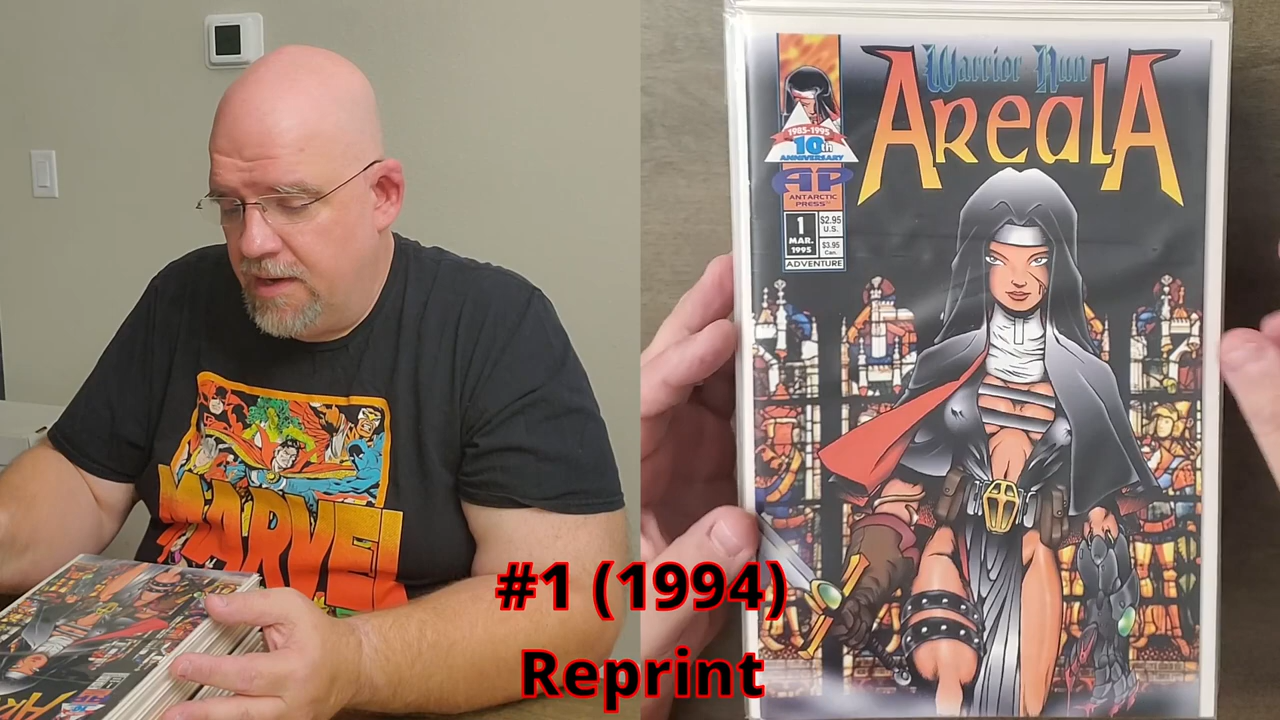 MARVEL
Warrior Nun
AREALA
1985-1995
10th
ANNIVERSARY
AP
ANTARCTIC
PRESS™
1
MAR.
1995
$2.95
U.S.
$3.95
Can.
ADVENTURE
#1 (1994)
Reprint